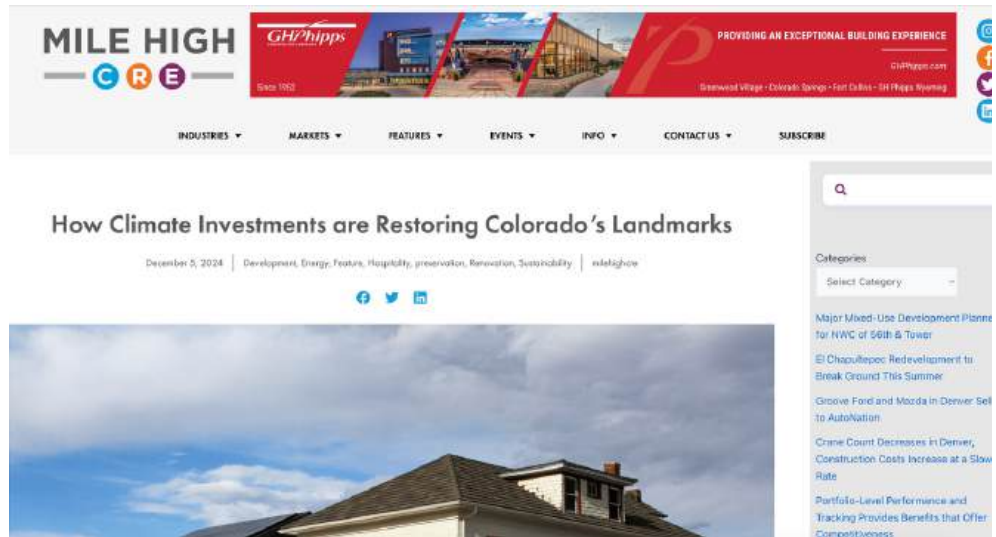 MILE HIGH
CRE
GH Phipps
Since 1952
PROVIDING AN EXCEPTIONAL BUILDING EXPERIENCE
GHPhipps.com
Greenwood Village • Colorado Springs • Fort Collins • GH Phipps Wyoming
INDUSTRIES
MARKETS
FEATURES
EVENTS
INFO
CONTACT US
SUBSCRIBE
How Climate Investments are Restoring Colorado's Landmarks
December 5, 2024 | Development, Energy, Feature, Hospitality, preservation, Renovation, Sustainability | milehighcre
Categories
Select Category
Major Mixed-Use Development Planne
for NWC of 56th & Tower
El Chapultepec Redevelopment to
Break Ground This Summer
Groove Ford and Mazda in Denver Sell
to AutoNation
Crane Count Decreases in Denver,
Construction Costs Increase at a Slow
Rate
Portfolio-Level Performance and
Tracking Provides Benefits that Offer
Competitiveness